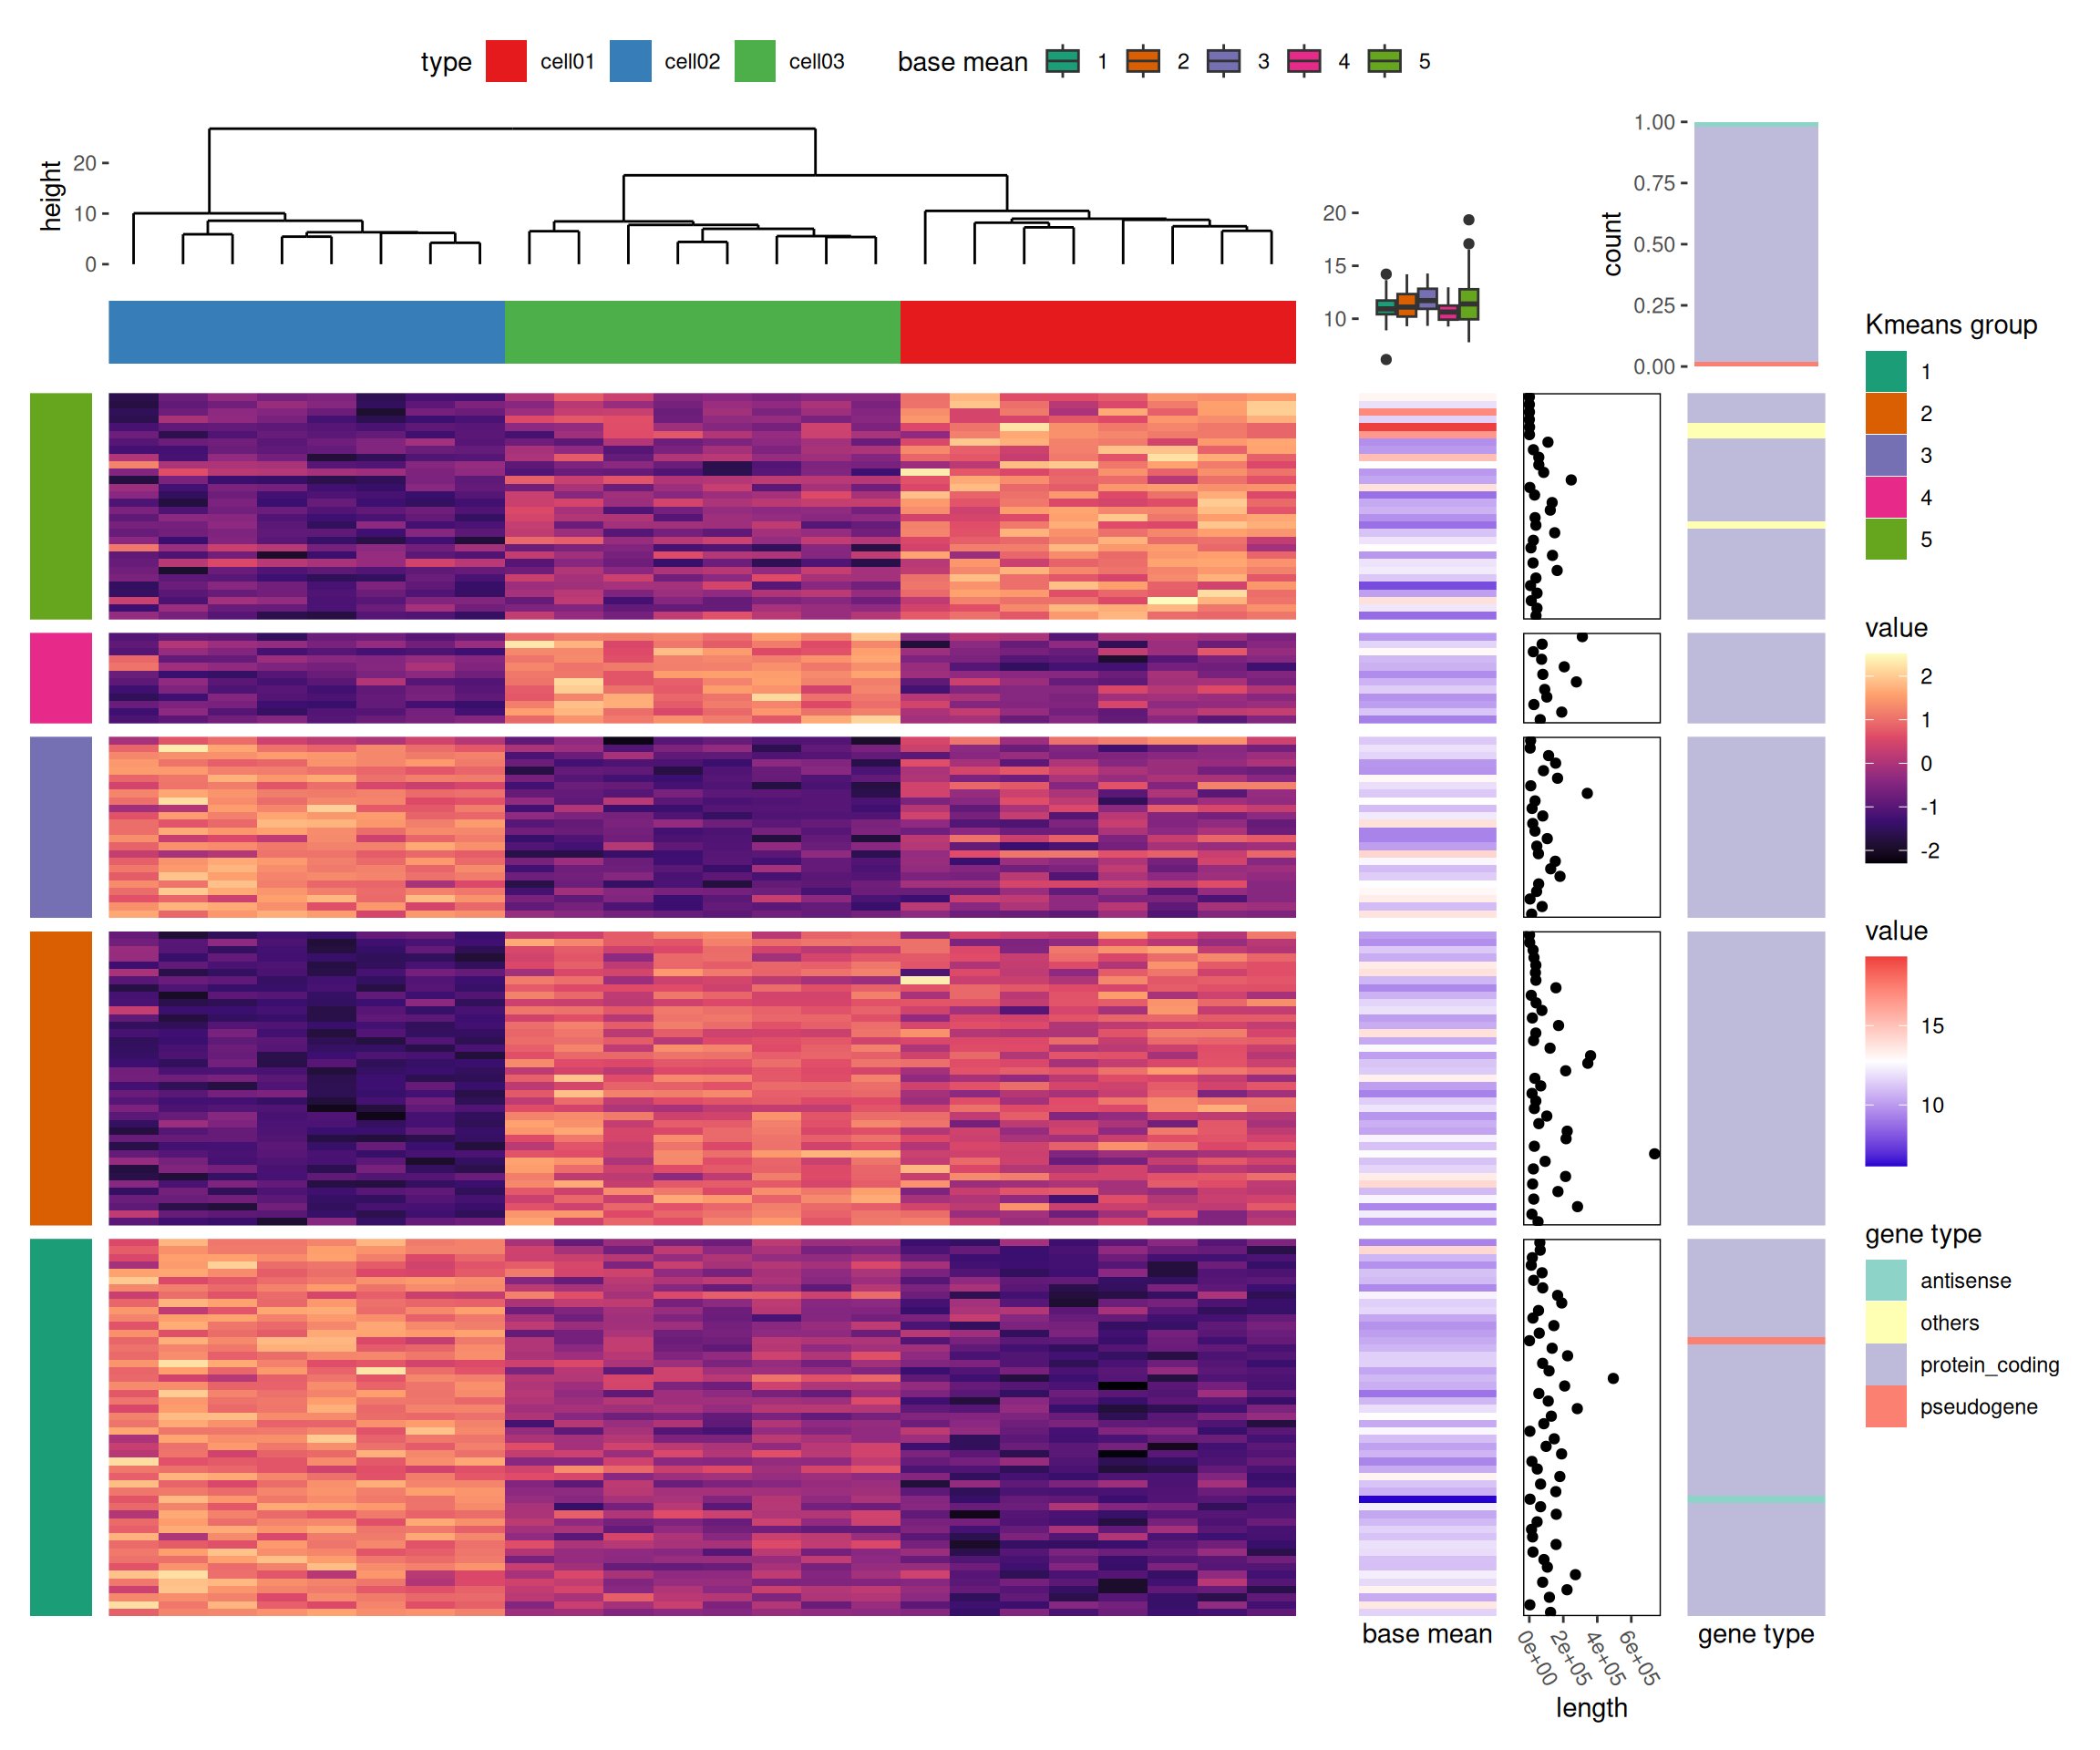 type cell01 cell02 cell03 base mean 1 2 3 4 5
height
20
10
0
20
15
10
count
1.00
0.75
0.50
0.25
0.00
Kmeans group
1
2
3
4
5
value
2
1
0
-1
-2
value
15
10
gene type
antisense
others
protein_coding
pseudogene
base mean
0e+00 2e+05 4e+05 6e+05
length
gene type